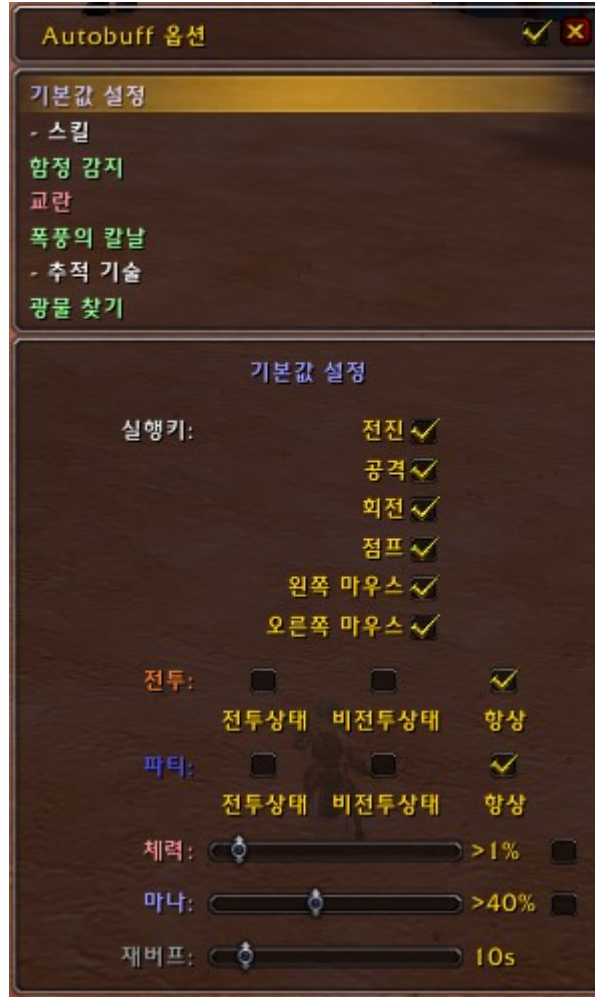 Autobuff 옵션
기본값 설정
- 스킬
함정 감지
교란
폭풍의 칼날
- 추적 기술
광물 찾기
기본값 설정
실행키: 전진
공격
회전
점프
왼쪽 마우스
오른쪽 마우스
전투:
전투상태 비전투상태 항상
파티:
전투상태 비전투상태 항상
체력: >1%
마나: >40%
재버프: 10s